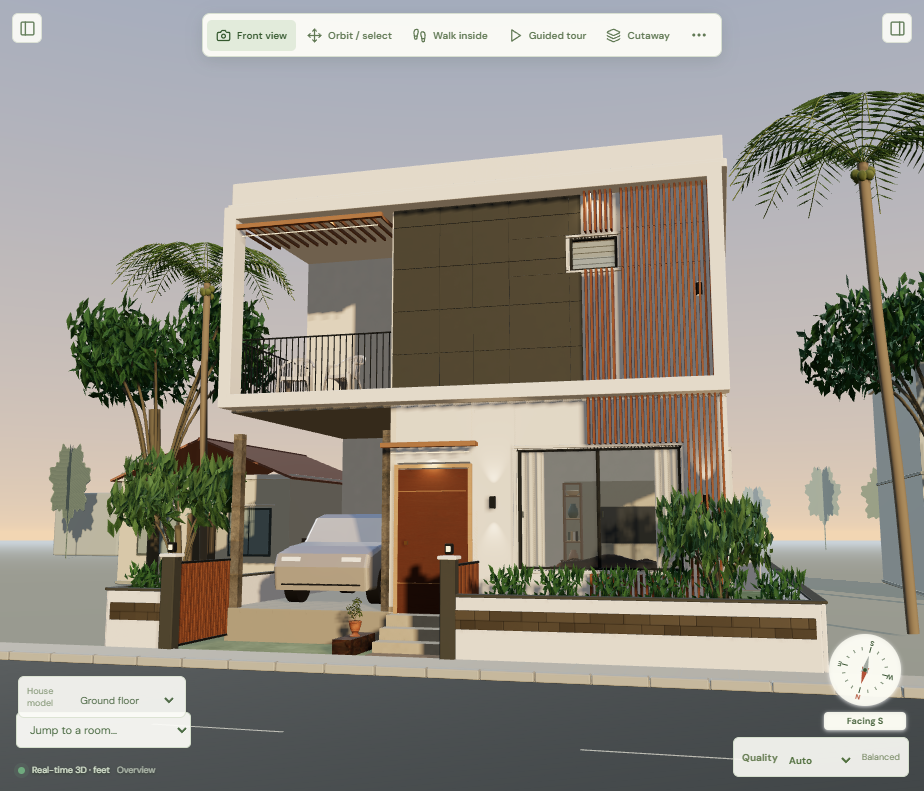 Front view
Orbit / select
Walk inside
Guided tour
Cutaway
House
model
Ground floor
Jump to a room...
Real-time 3D · feet Overview
S
W
N
Facing S
Quality
Auto
Balanced